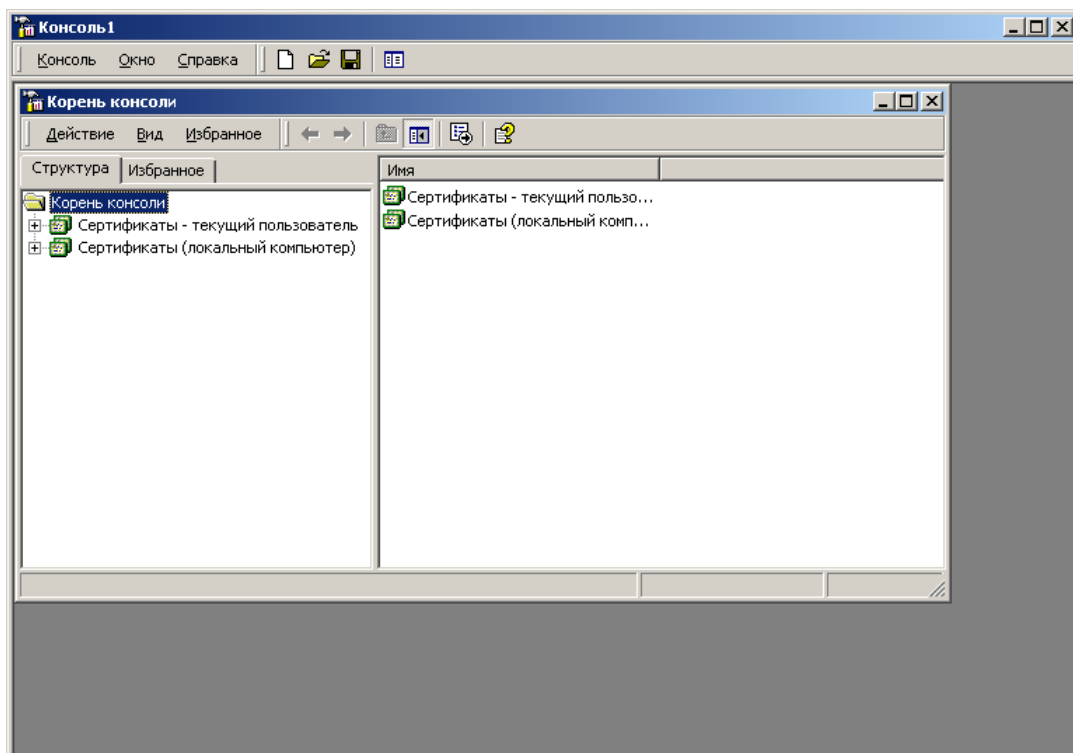 Консоль1
Консоль Окно Справка
Корень консоли
Действие Вид Избранное
Структура Избранное
Корень консоли
Сертификаты - текущий пользователь
Сертификаты (локальный компьютер)
Имя
Сертификаты - текущий пользо...
Сертификаты (локальный комп...